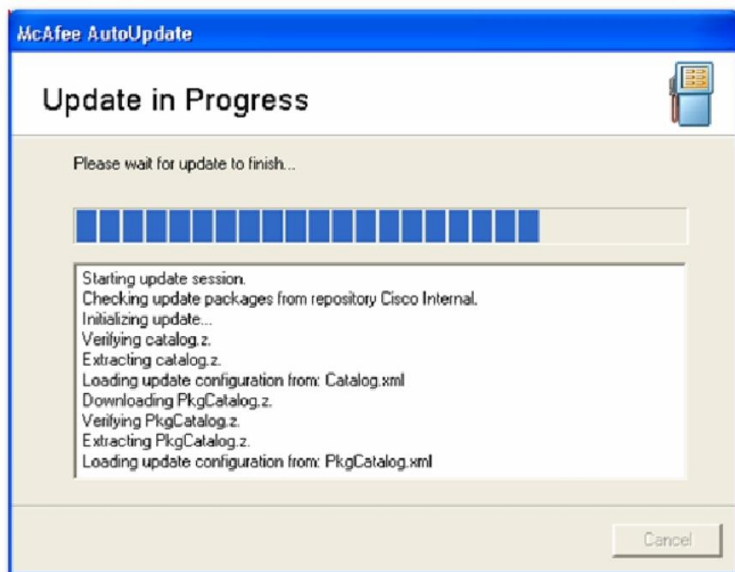 McAfee AutoUpdate
Update in Progress
Please wait for update to finish...
Starting update session.
Checking update packages from repository Cisco Internal.
Initializing update...
Verifying catalog.z.
Extracting catalog.z.
Loading update configuration from: Catalog.xml
Downloading PkgCatalog.z.
Verifying PkgCatalog.z.
Extracting PkgCatalog.z.
Loading update configuration from: PkgCatalog.xml
Cancel